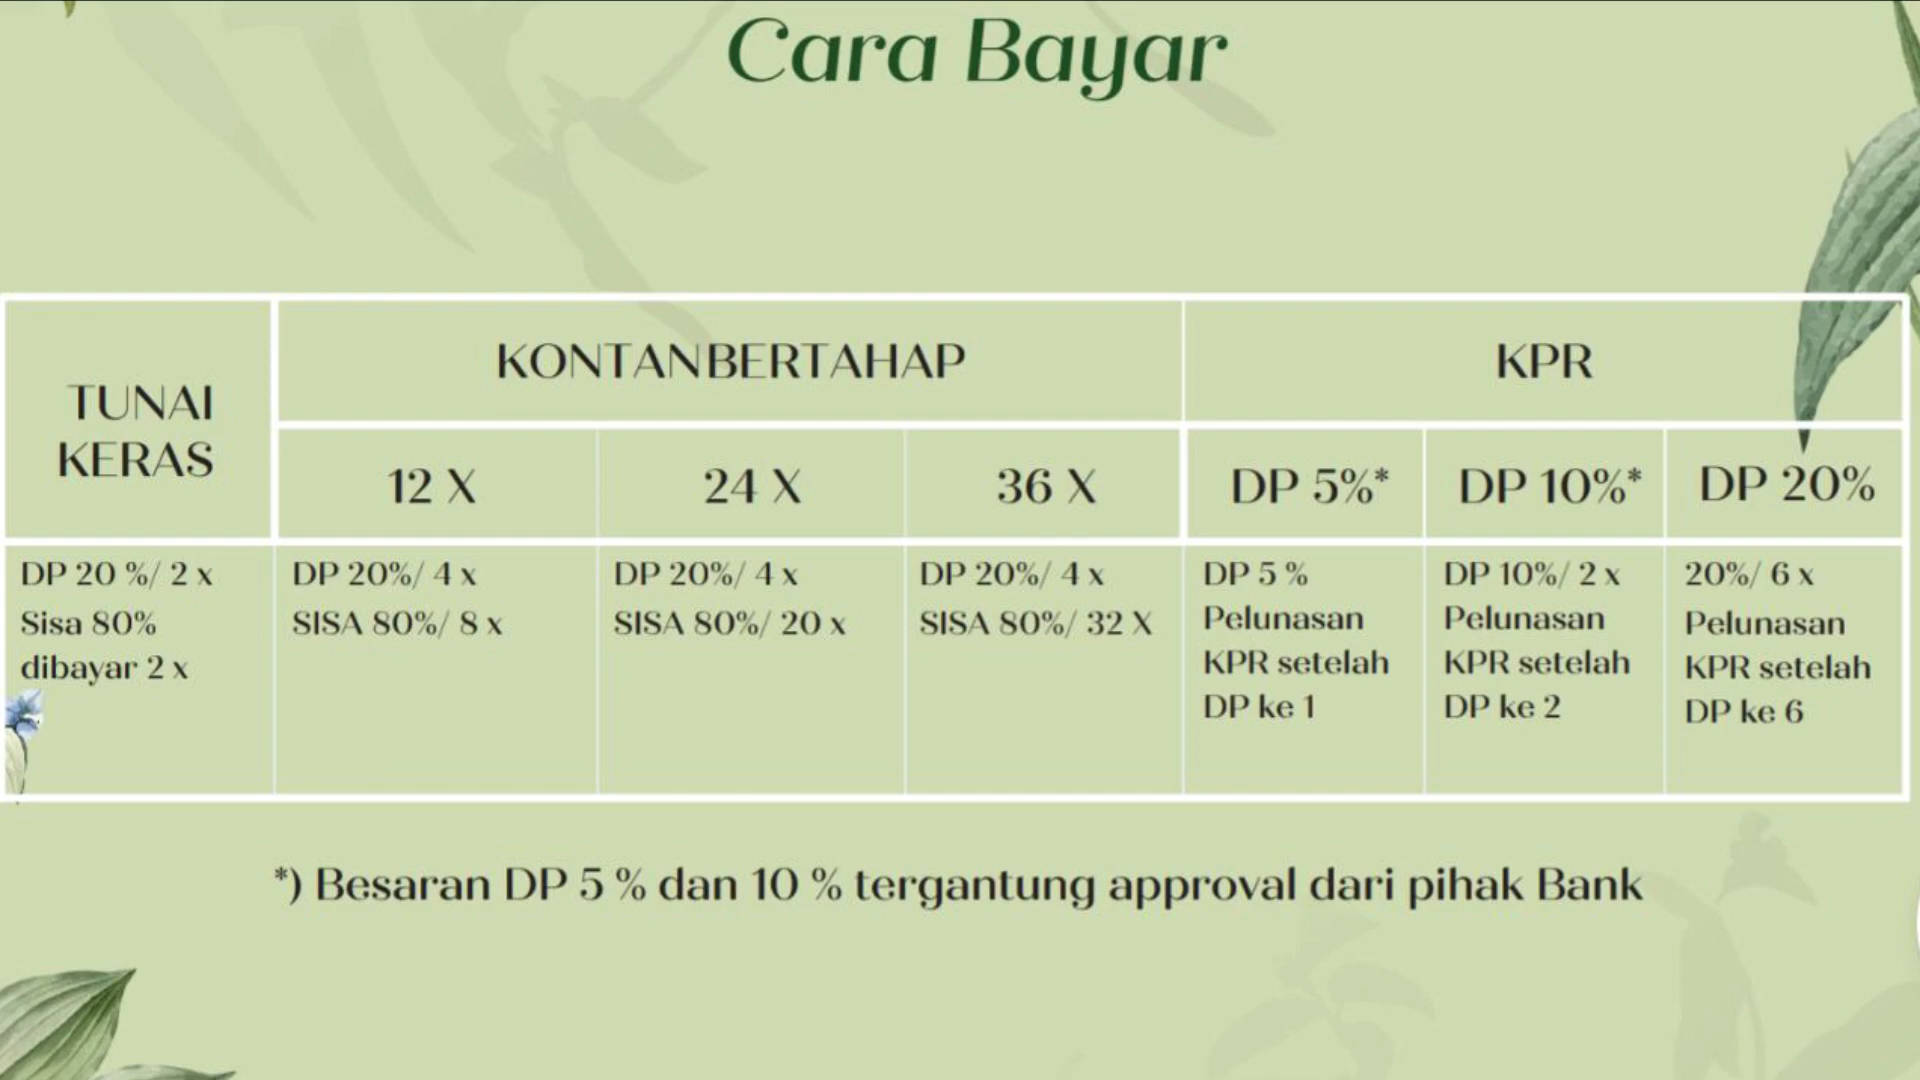 Cara Bayar
TUNAI
KERAS
KONTANBERTAHAP
KPR
12 X
24 X
36 X
DP 5%*
DP 10%*
DP 20%
DP 20 %/ 2 x
Sisa 80%
dibayar 2 x
DP 20%/ 4 x
SISA 80%/ 8 x
DP 20%/ 4 x
SISA 80%/ 20 x
DP 20%/ 4 x
SISA 80%/ 32 X
DP 5 %
Pelunasan
KPR setelah
DP ke 1
DP 10%/ 2 x
Pelunasan
KPR setelah
DP ke 2
20%/ 6 x
Pelunasan
KPR setelah
DP ke 6
*) Besaran DP 5 % dan 10 % tergantung approval dari pihak Bank